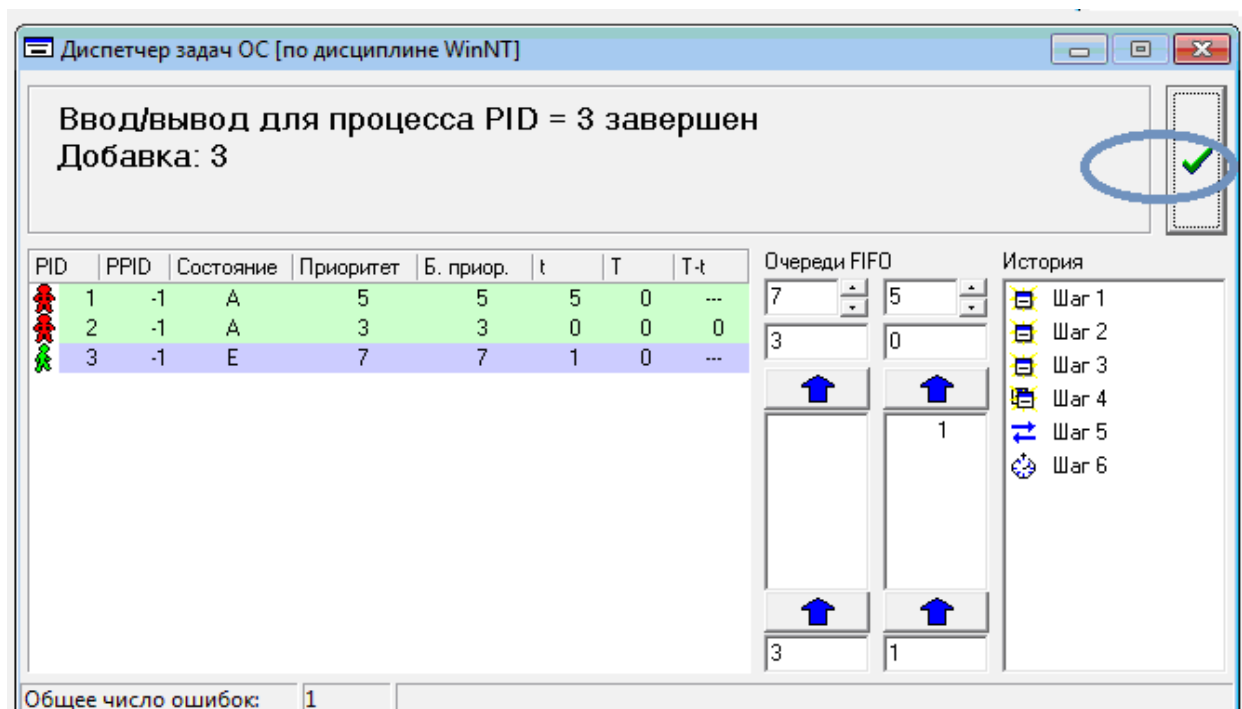 Диспетчер задач ОС [по дисциплине WinNT]
Ввод/вывод для процесса PID = 3 завершен
Добавка: 3
PID PPID Состояние Приоритет Б. приор. t T T-t
1 -1 A 5 5 5 0 ---
2 -1 A 3 3 0 0 0
3 -1 E 7 7 1 0 ---
Очереди FIFO
7 5
3 0
1
3 1
История
Шаг 1
Шаг 2
Шаг 3
Шаг 4
Шаг 5
Шаг 6
Общее число ошибок: 1